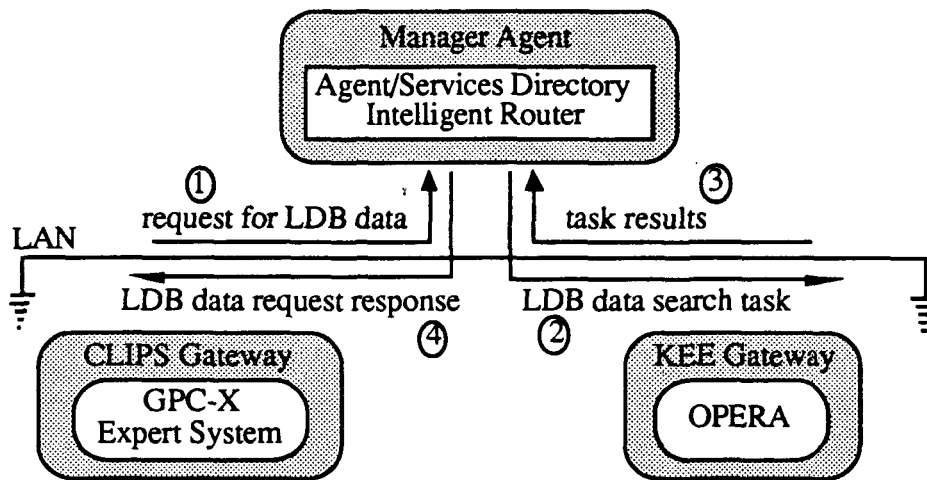 Manager Agent
Agent/Services Directory
Intelligent Router
1
3
request for LDB data
task results
LAN
LDB data request response
LDB data search task
4
2
CLIPS Gateway
KEE Gateway
GPC-X
Expert System
OPERA